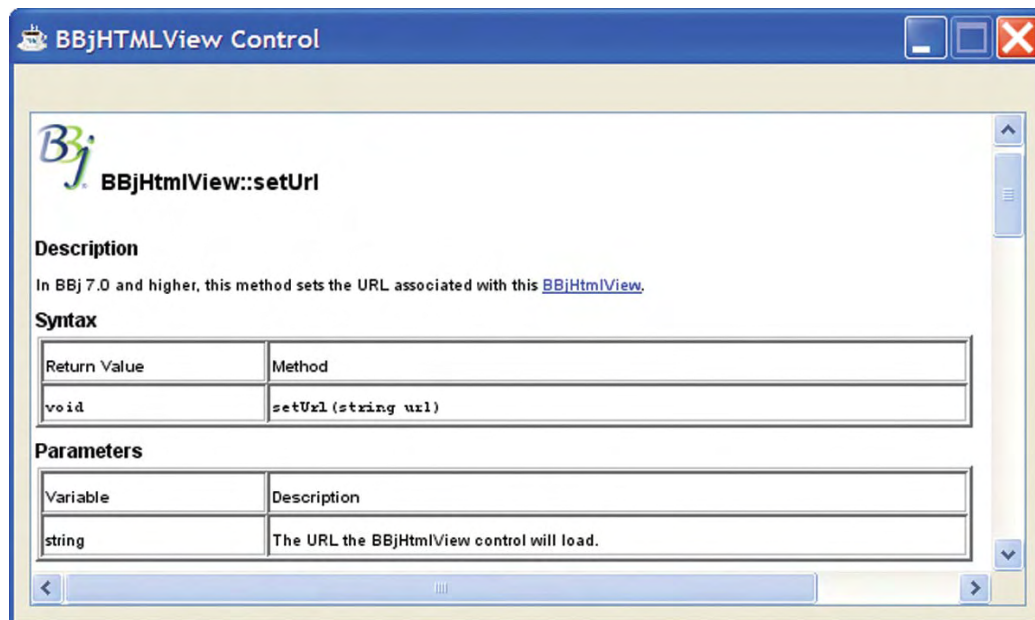 BBjHTMLView Control
BBj
BBjHtmlView::setUrl
Description
In BBj 7.0 and higher, this method sets the URL associated with this BBjHtmlView.
Syntax
Return Value Method
void setUrl(string url)
Parameters
Variable Description
string The URL the BBjHtmlView control will load.